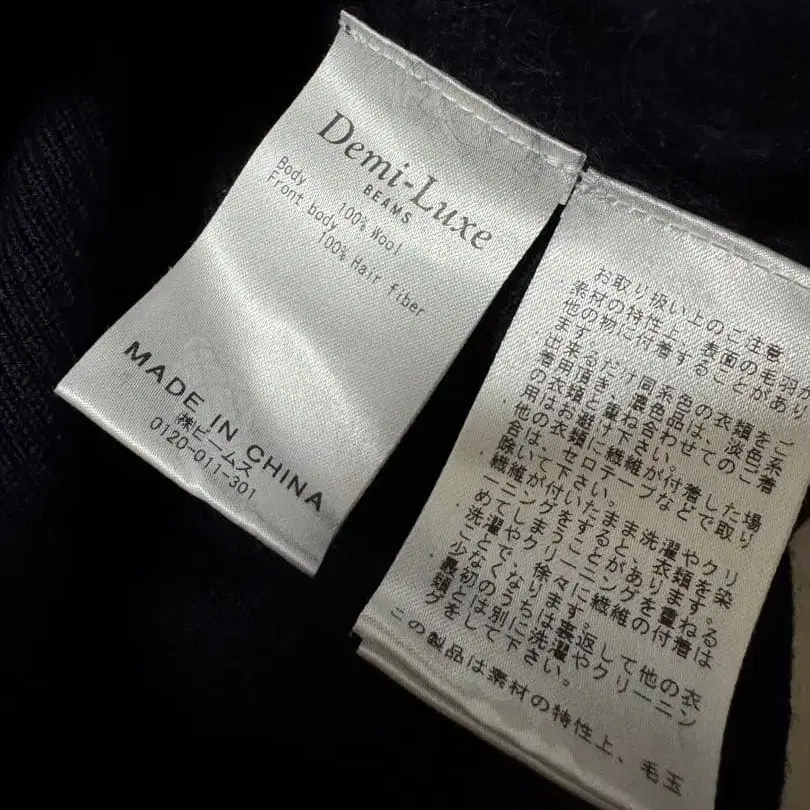 Demi-Luxe
BEAMS
Body
100% Wool
Front body
100% Hair fiber
MADE IN CHINA
㈱ビームス
0120-011-301
お取り扱い上のご注意
素材の特性上、表面の毛羽が
他の物に付着することがあり
ます。
出来るだけ同系色の衣類をご
着用頂き、濃色品は、淡色系
の衣類と重ね合わせてのご着
用はお避け下さい。
他の衣類に繊維が付着した場
合は、セロテープなどで取り
除いて下さい。
繊維が付いたまま洗濯やクリ
ーニングをすると、衣類を染
めてしまうことがあります。
洗濯やクリーニングを重ねる
ことで、徐々に繊維の付着は
少なくなります。
最初のうちは裏返して他の衣
類とは別に洗濯やクリーニン
グをして下さい。
この製品は素材の特性上、毛玉